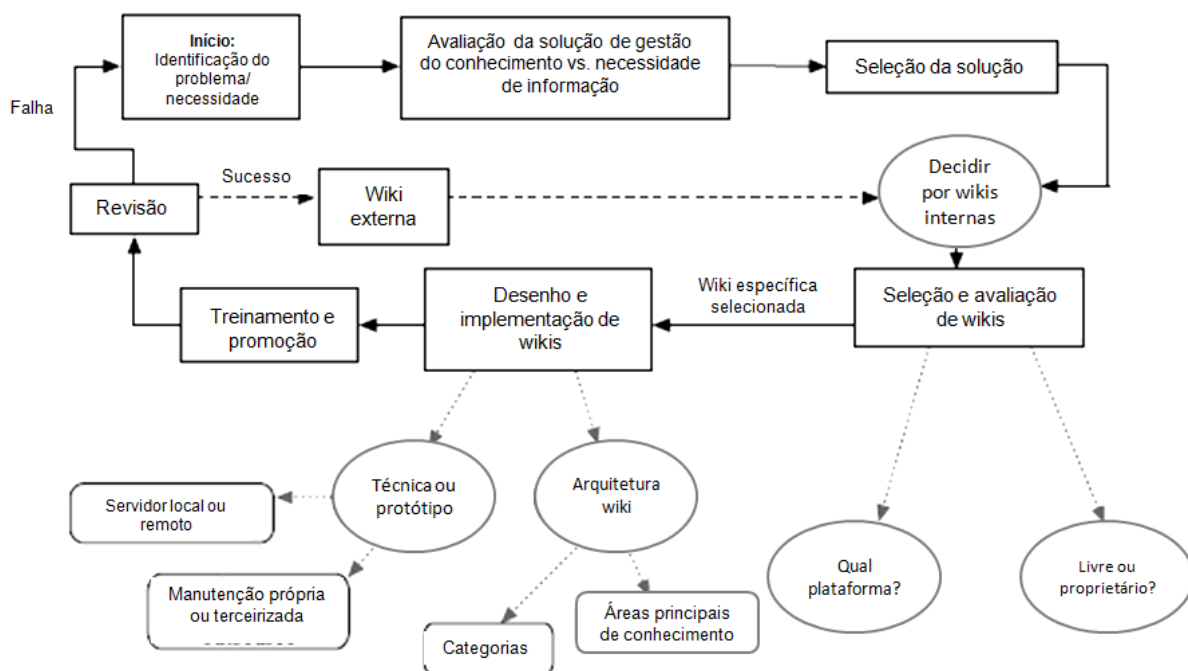 Início:
Identificação do
problema/
necessidade
Avaliação da solução de gestão
do conhecimento vs. necessidade
de informação
Seleção da solução
Falha
Revisão
Sucesso
Wiki
externa
Decidir
por wikis
internas
Treinamento e
promoção
Desenho e
implementação de
wikis
Wiki específica
selecionada
Seleção e avaliação
de wikis
Servidor local ou
remoto
Técnica ou
protótipo
Arquitetura
wiki
Qual
plataforma?
Livre ou
proprietário?
Manutenção própria
ou terceirizada
Categorias
Áreas principais
de conhecimento